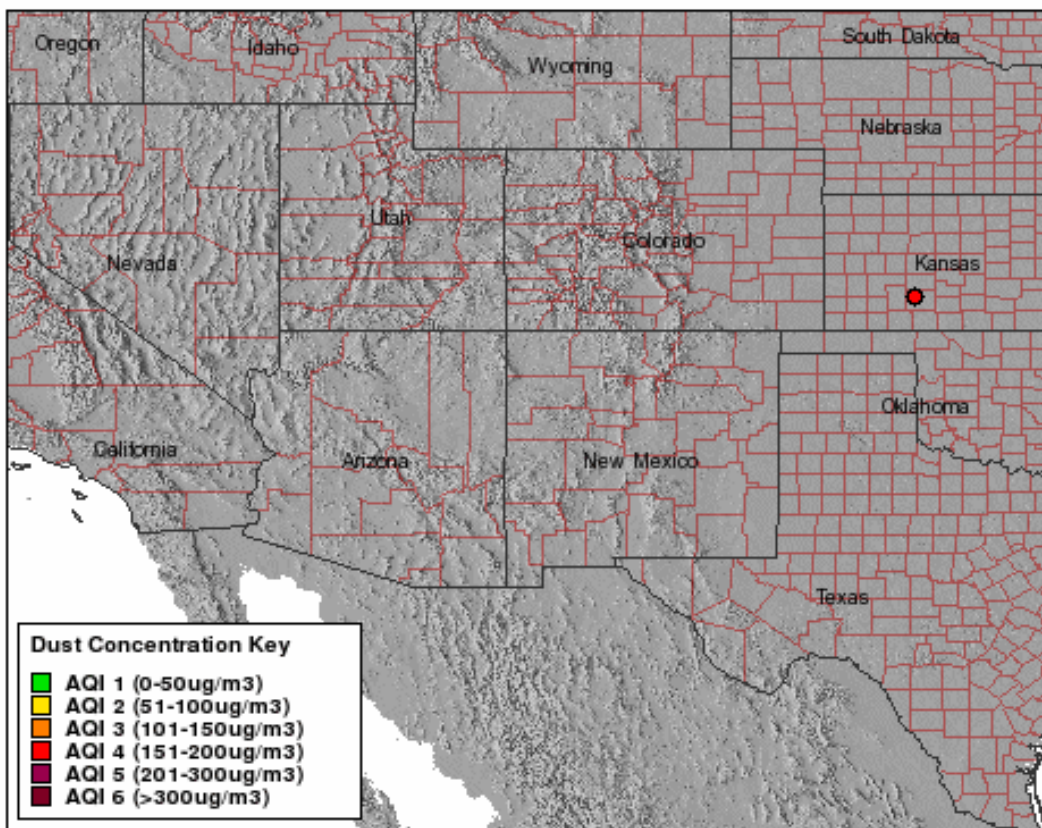 Oregon
Idaho
South Dakota
Wyoming
Nebraska
Utah
Colorado
Nevada
Kansas
Oklahoma
California
Arizona
New Mexico
Texas
Dust Concentration Key
AQI 1 (0-50ug/m3)
AQI 2 (51-100ug/m3)
AQI 3 (101-150ug/m3)
AQI 4 (151-200ug/m3)
AQI 5 (201-300ug/m3)
AQI 6 (>300ug/m3)